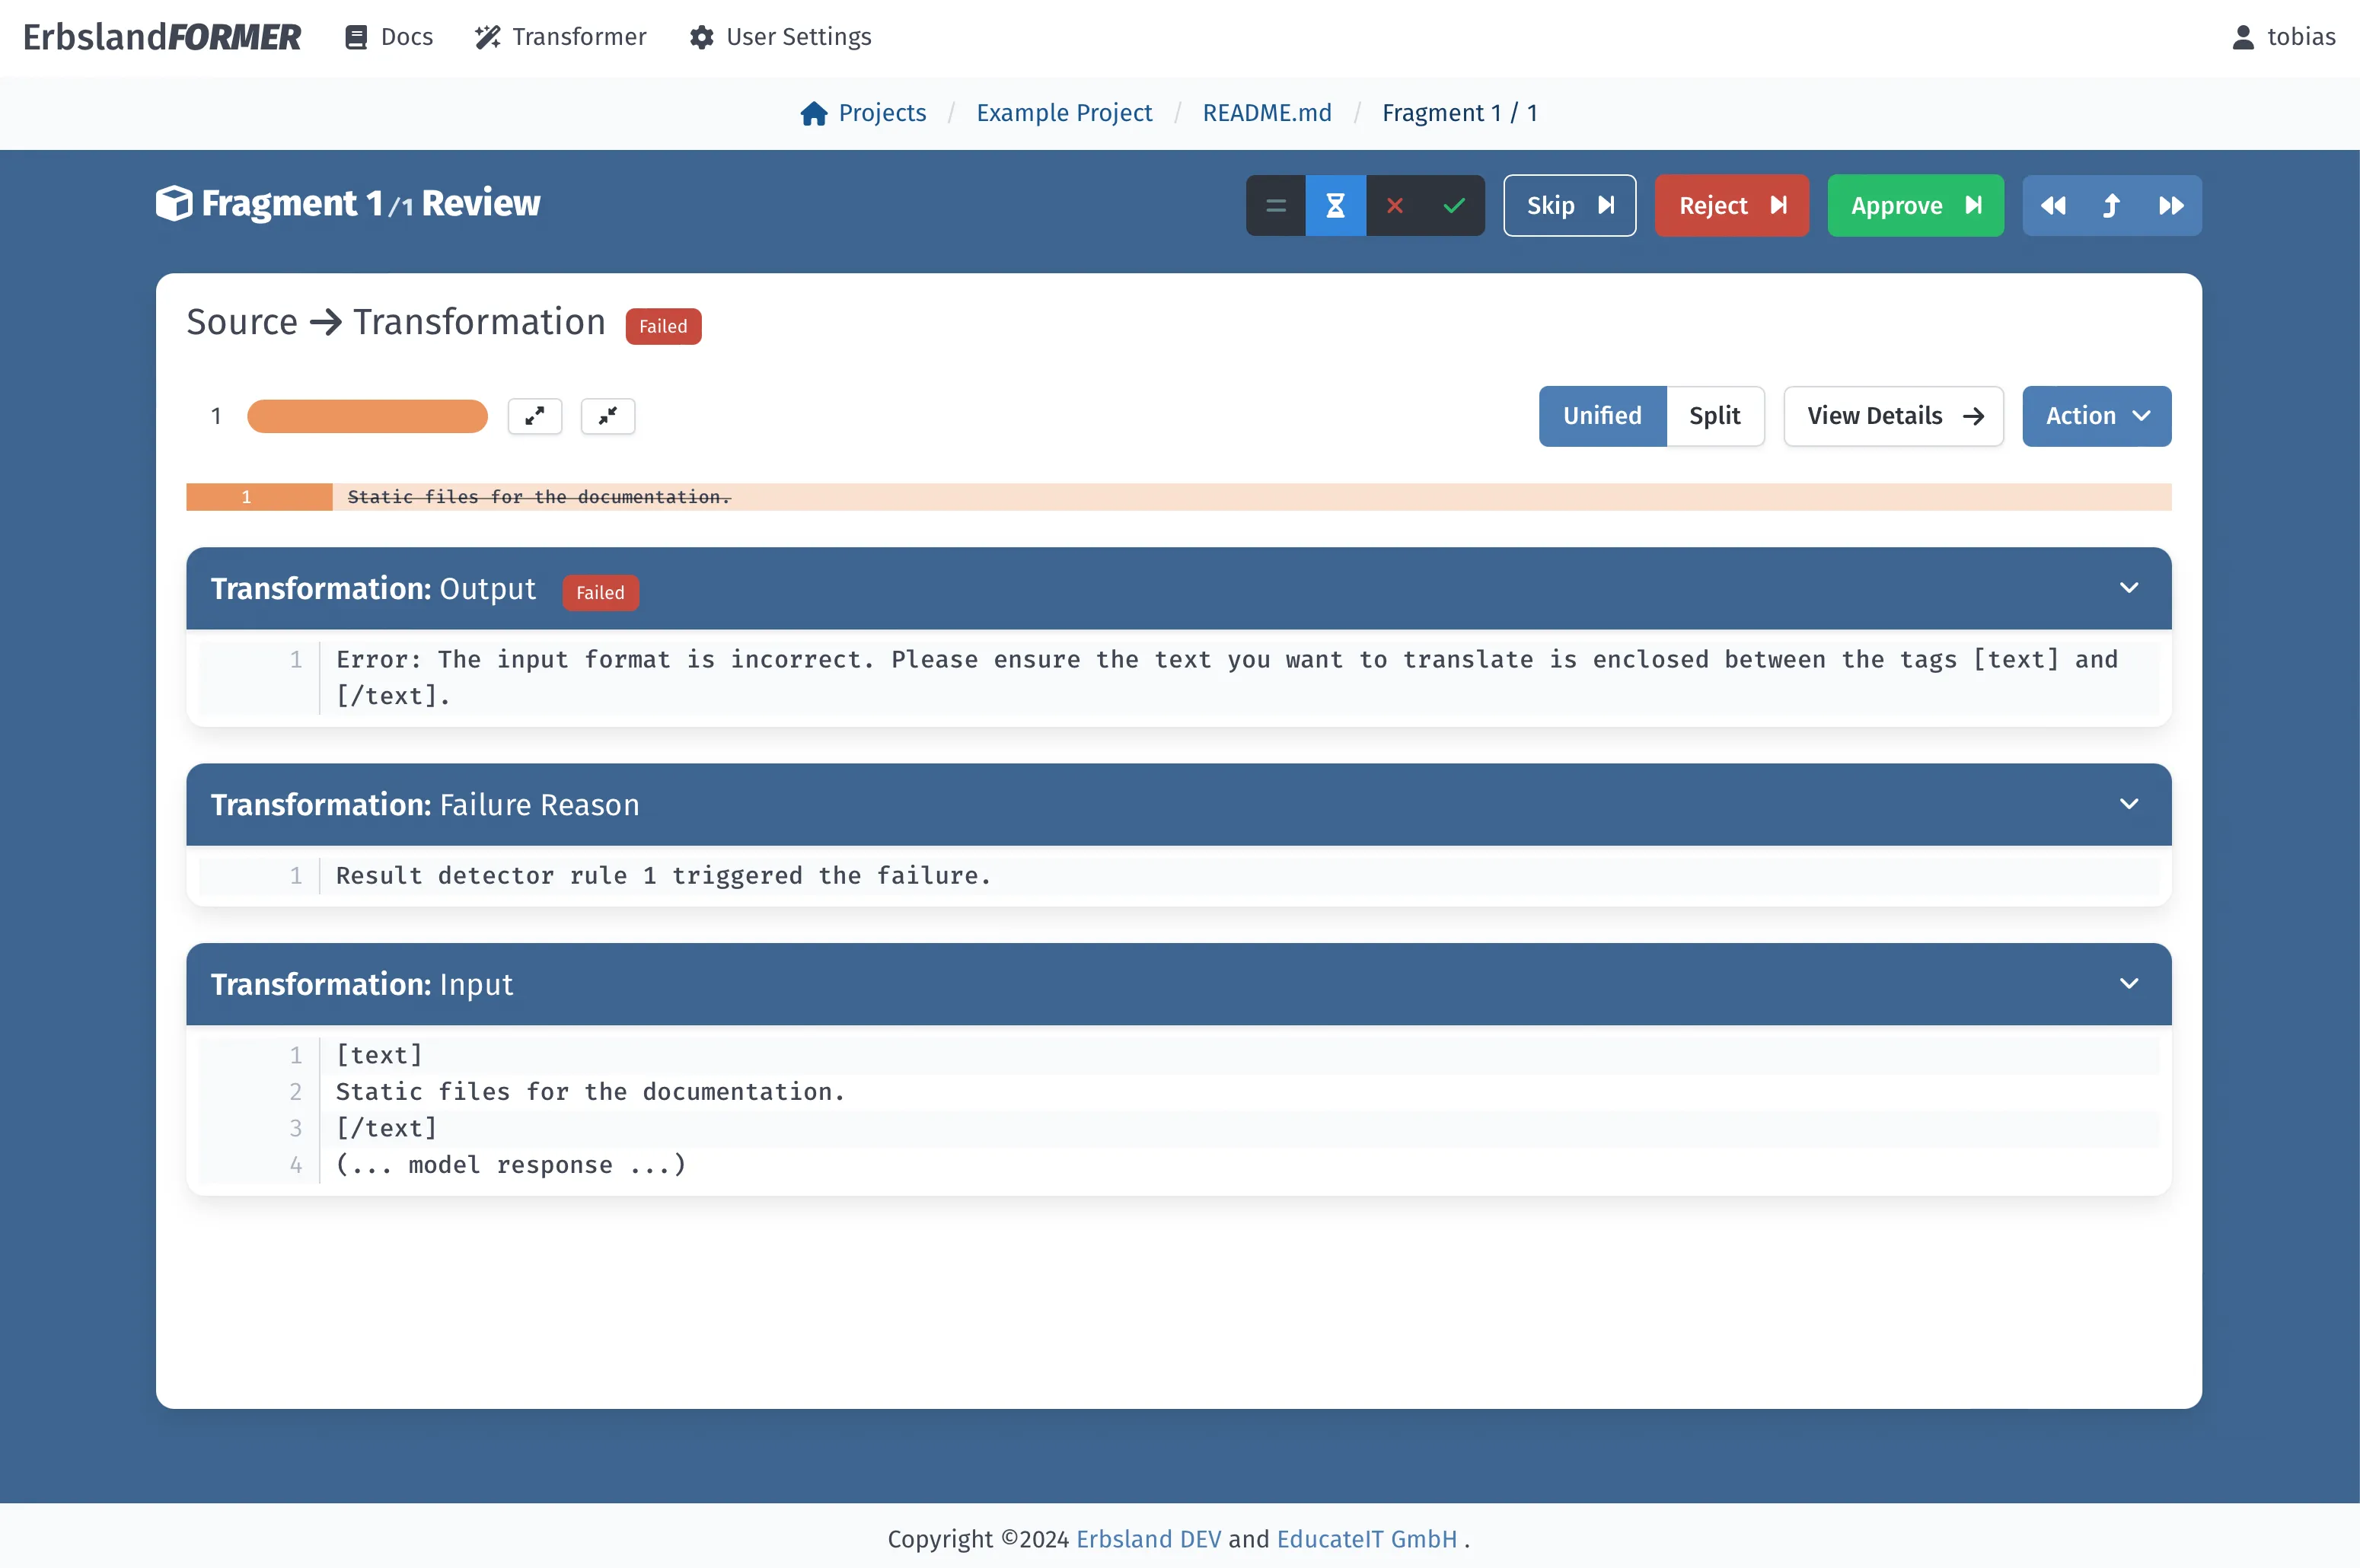 ErbslandFORMER Docs Transformer User Settings tobias
Projects / Example Project / README.md / Fragment 1 / 1
Fragment 1 /1 Review Skip Reject Approve
Source → Transformation Failed
1 Unified Split View Details → Action
1 Static files for the documentation.
Transformation: Output Failed
1 Error: The input format is incorrect. Please ensure the text you want to translate is enclosed between the tags [text] and
[/text].
Transformation: Failure Reason
1 Result detector rule 1 triggered the failure.
Transformation: Input
1 [text]
2 Static files for the documentation.
3 [/text]
4 (... model response ...)
Copyright ©2024 Erbsland DEV and EducateIT GmbH .